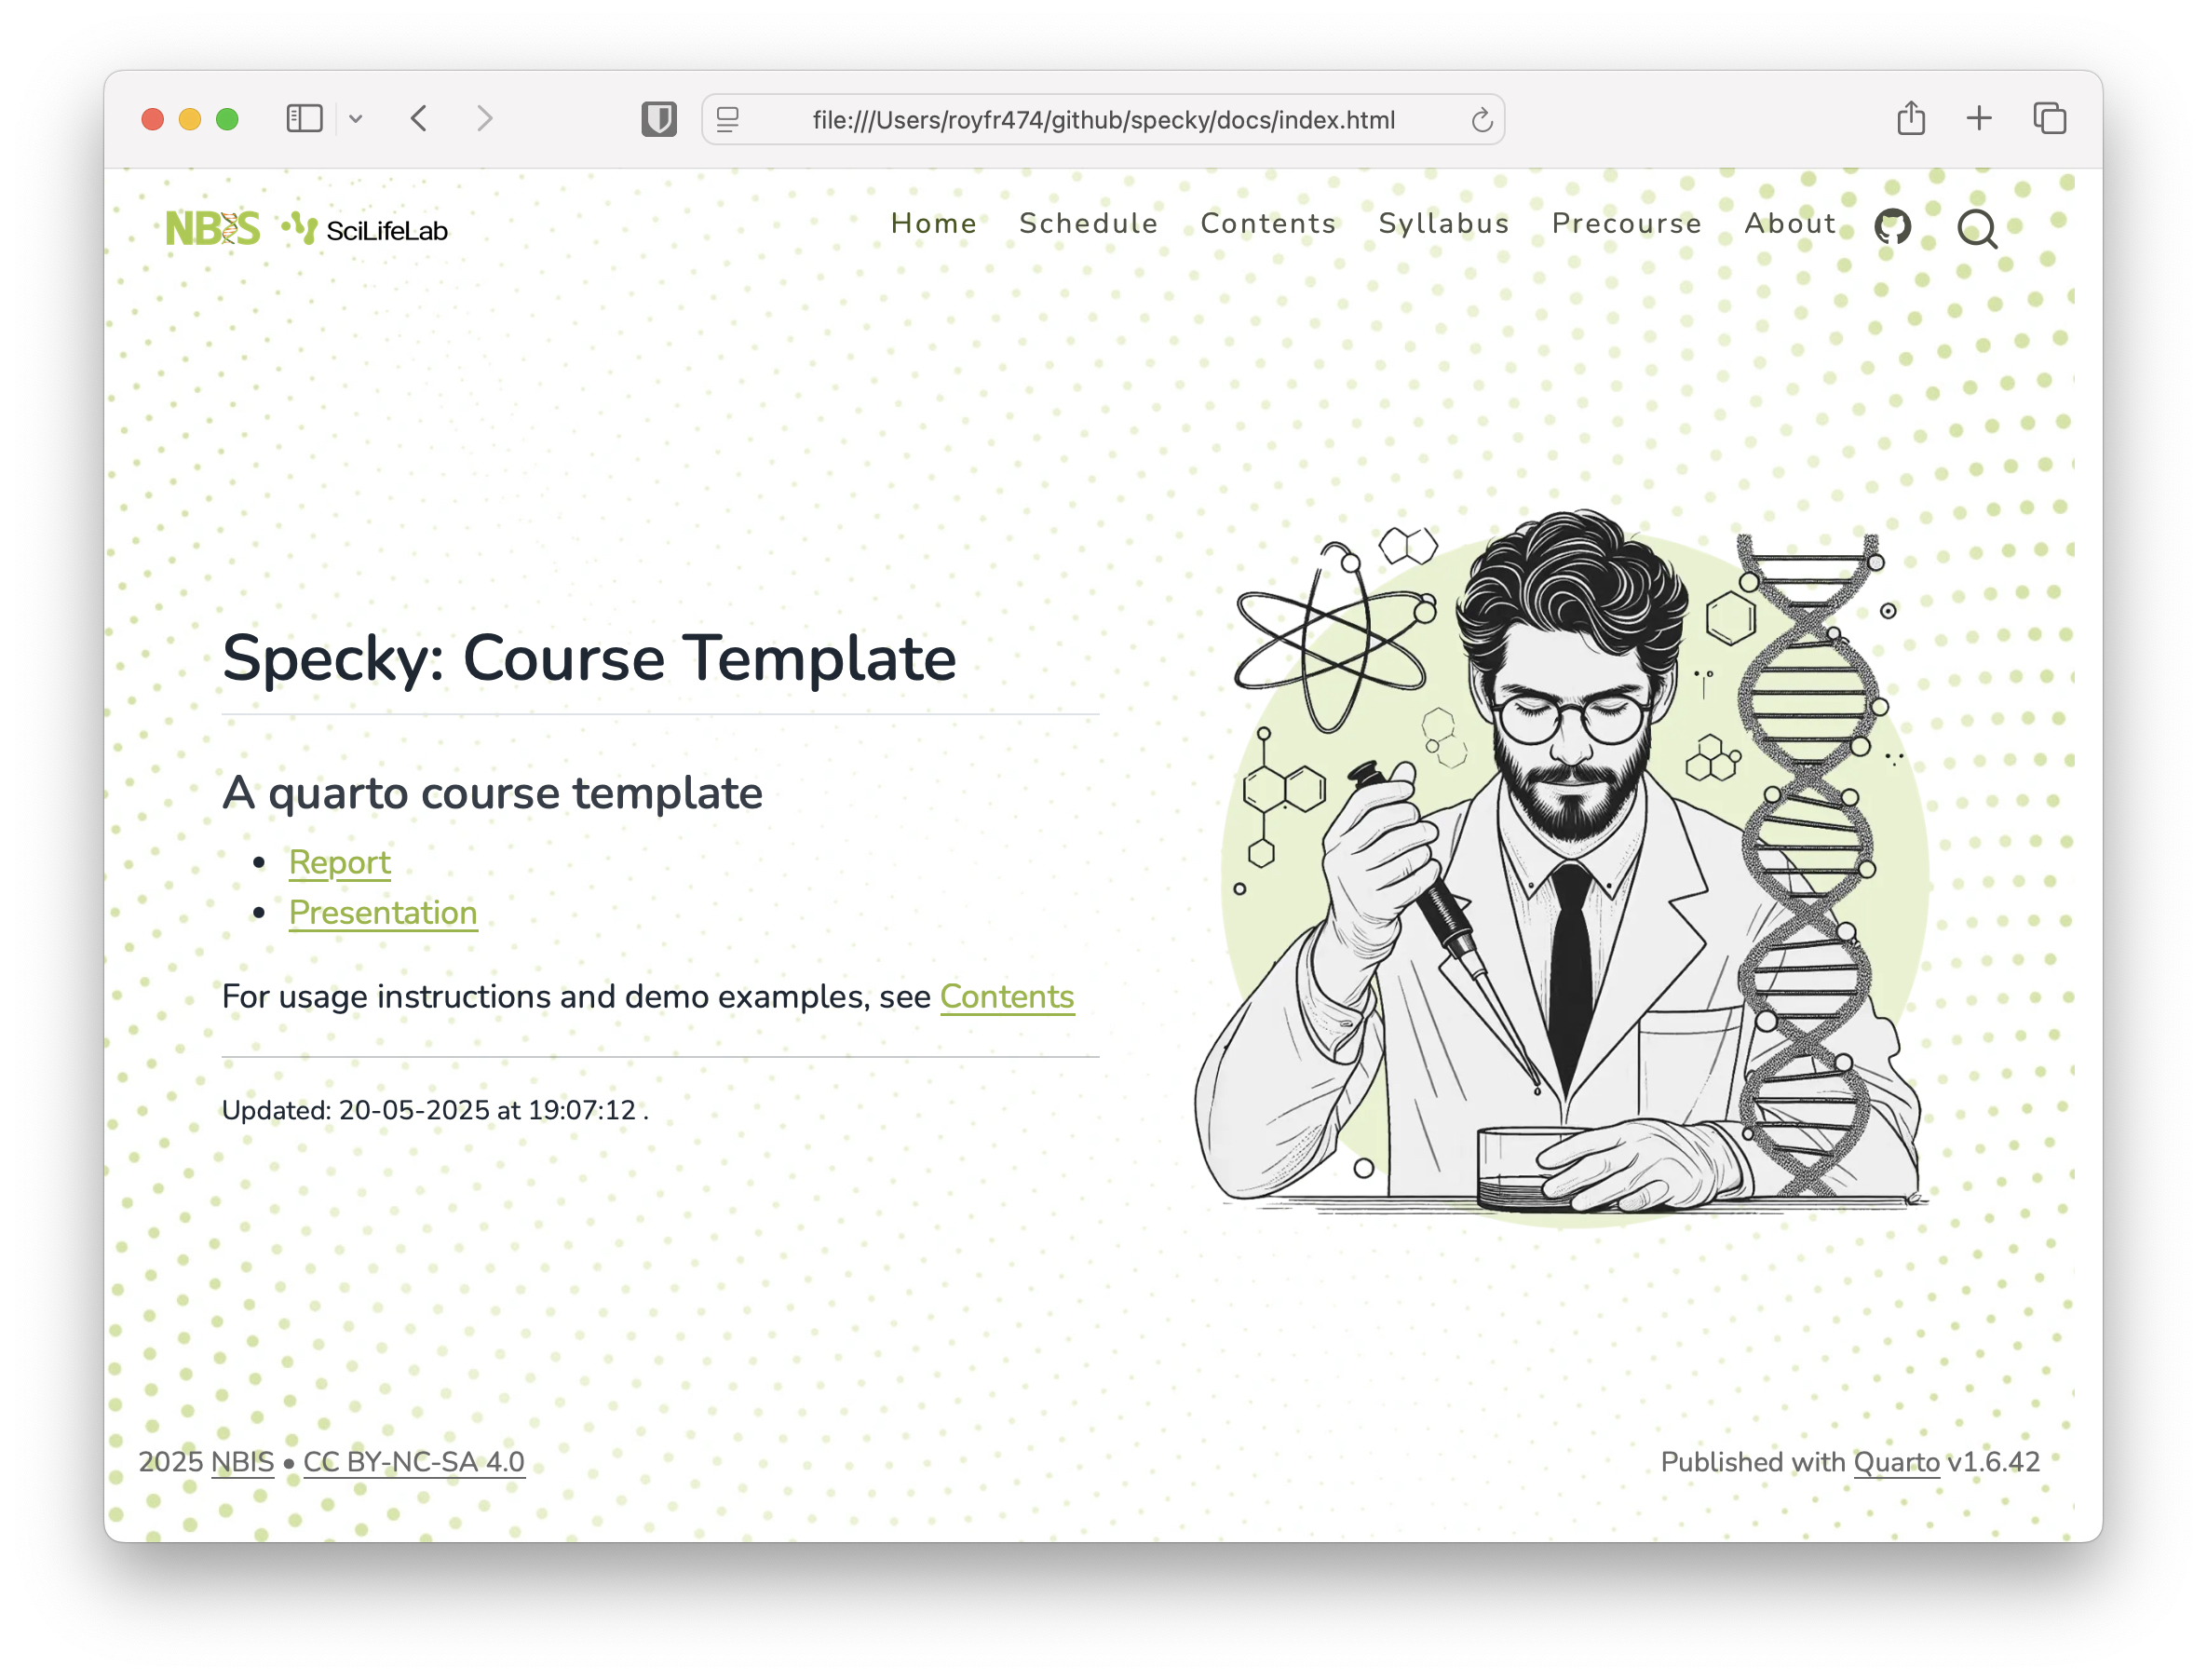 file:///Users/royfr474/github/specky/docs/index.html
NBIS SciLifeLab Home Schedule Contents Syllabus Precourse About
Specky: Course Template
A quarto course template
• Report
• Presentation
For usage instructions and demo examples, see Contents
Updated: 20-05-2025 at 19:07:12 .
2025 NBIS • CC BY-NC-SA 4.0 Published with Quarto v1.6.42